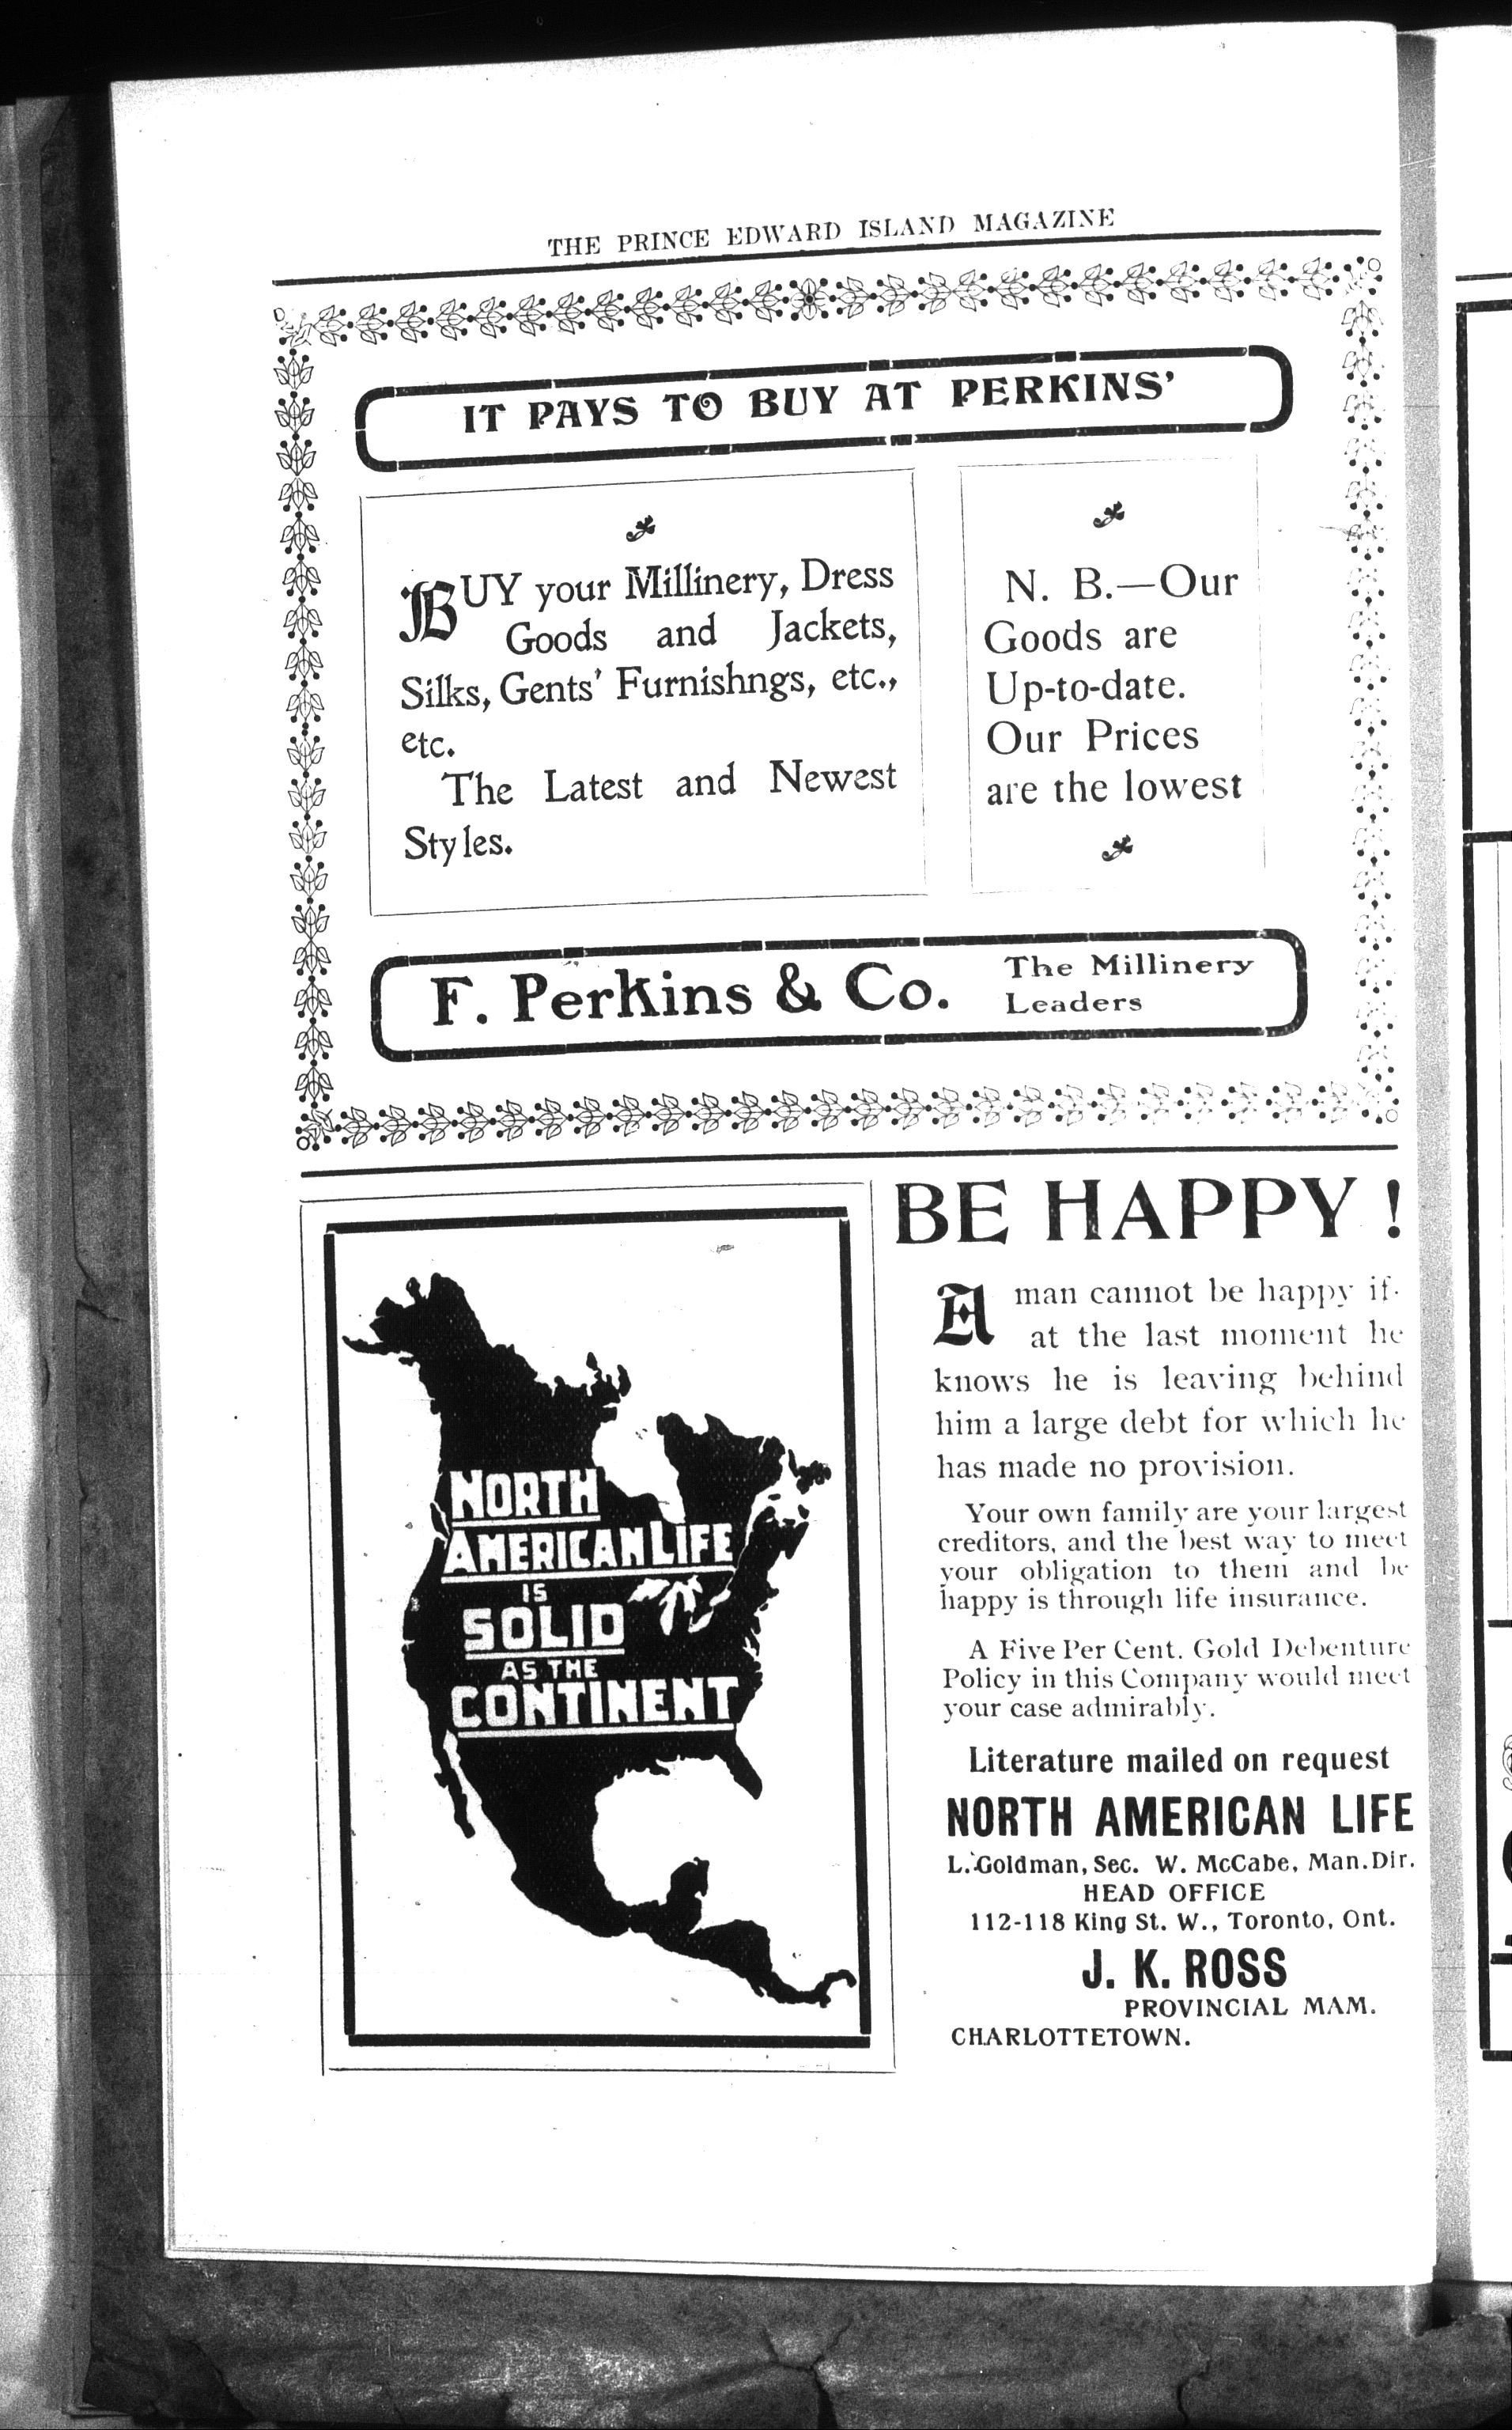 THE PRINCE EDWARD ISLAND MAGAZINE
IT PAYS TO BUY AT PERKINS'
BUY your Millinery, Dress
Goods and Jackets,
Silks, Gents' Furnishngs, etc.,
etc.
The Latest and Newest
Styles.
N. B.—Our
Goods are
Up-to-date.
Our Prices
are the lowest
F. Perkins & Co.
The Millinery
Leaders
NORTH
AMERICAN LIFE
IS
SOLID
AS THE
CONTINENT
BE HAPPY!
A man cannot be happy if
at the last moment he
knows he is leaving behind
him a large debt for which he
has made no provision.
Your own family are your largest
creditors, and the best way to meet
your obligation to them and be
happy is through life insurance.
A Five Per Cent. Gold Debenture
Policy in this Company would meet
your case admirably.
Literature mailed on request
NORTH AMERICAN LIFE
L. Goldman, Sec. W. McCabe, Man. Dir.
HEAD OFFICE
112-118 King St. W., Toronto, Ont.
J. K. ROSS
PROVINCIAL MAM.
CHARLOTTETOWN.